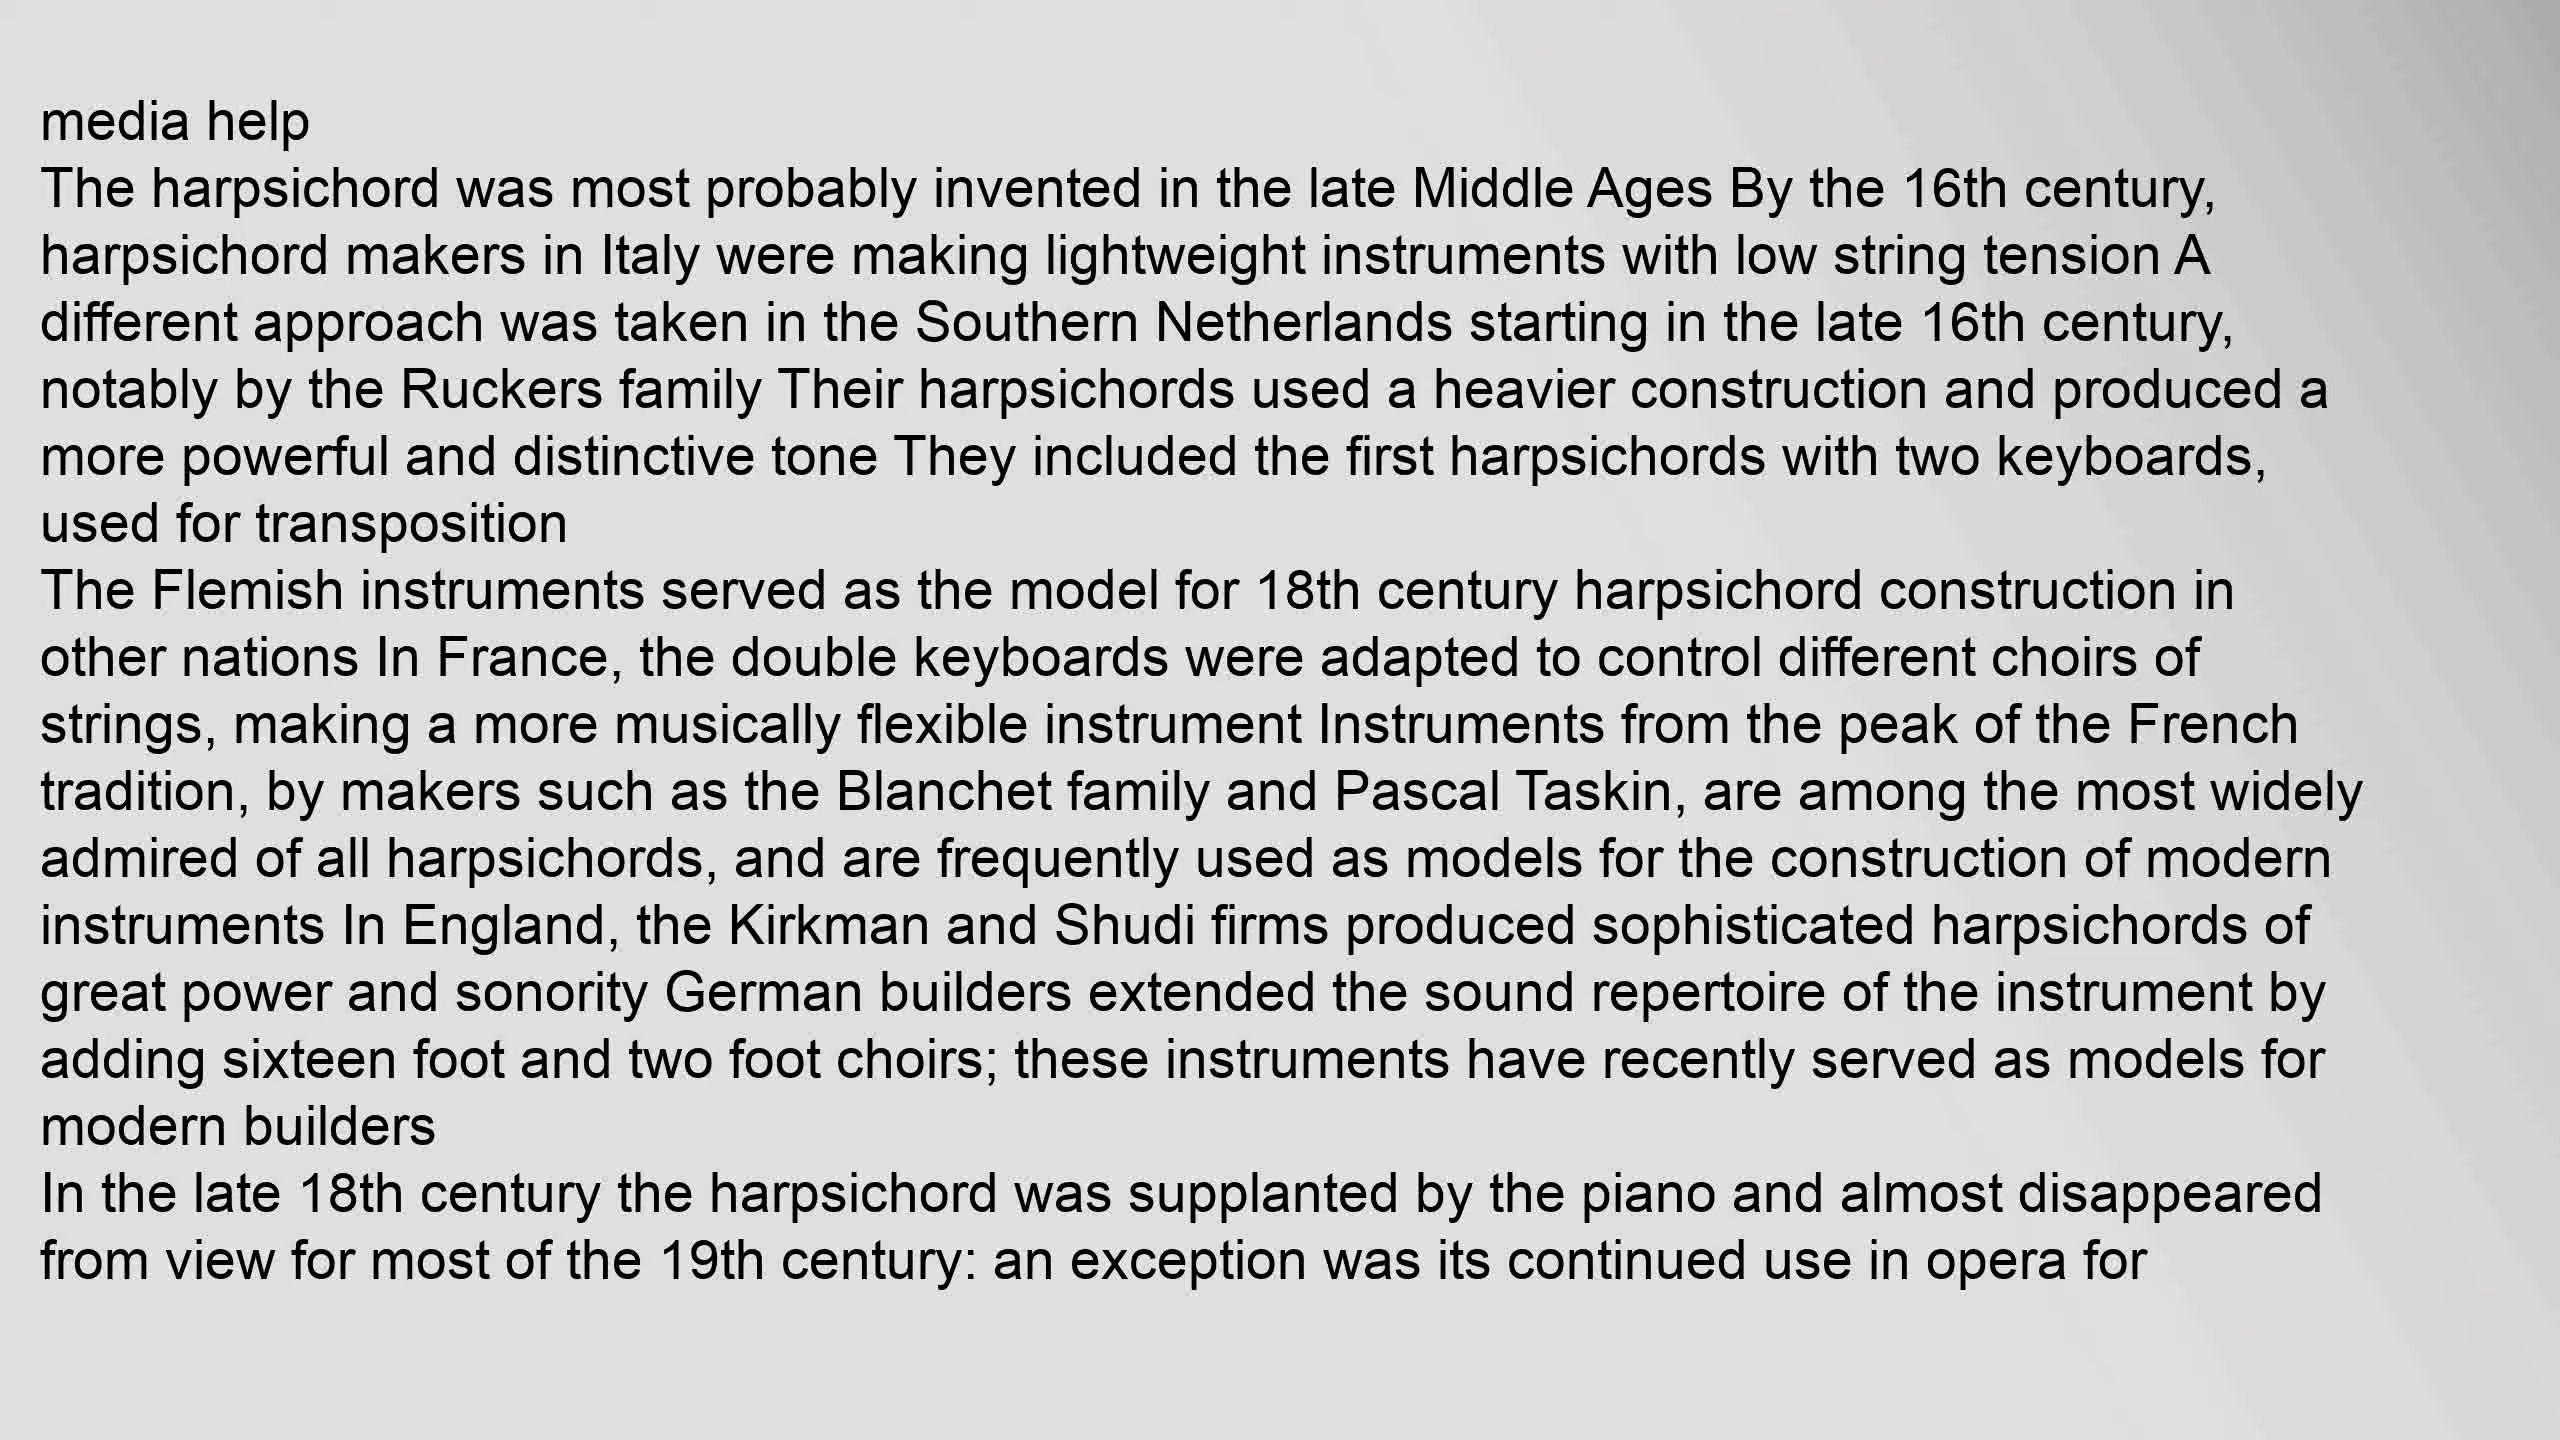 media help
The harpsichord was most probably invented in the late Middle Ages By the 16th century,
harpsichord makers in Italy were making lightweight instruments with low string tension A
different approach was taken in the Southern Netherlands starting in the late 16th century,
notably by the Ruckers family Their harpsichords used a heavier construction and produced a
more powerful and distinctive tone They included the first harpsichords with two keyboards,
used for transposition
The Flemish instruments served as the model for 18th century harpsichord construction in
other nations In France, the double keyboards were adapted to control different choirs of
strings, making a more musically flexible instrument Instruments from the peak of the French
tradition, by makers such as the Blanchet family and Pascal Taskin, are among the most widely
admired of all harpsichords, and are frequently used as models for the construction of modern
instruments In England, the Kirkman and Shudi firms produced sophisticated harpsichords of
great power and sonority German builders extended the sound repertoire of the instrument by
adding sixteen foot and two foot choirs; these instruments have recently served as models for
modern builders
In the late 18th century the harpsichord was supplanted by the piano and almost disappeared
from view for most of the 19th century: an exception was its continued use in opera for